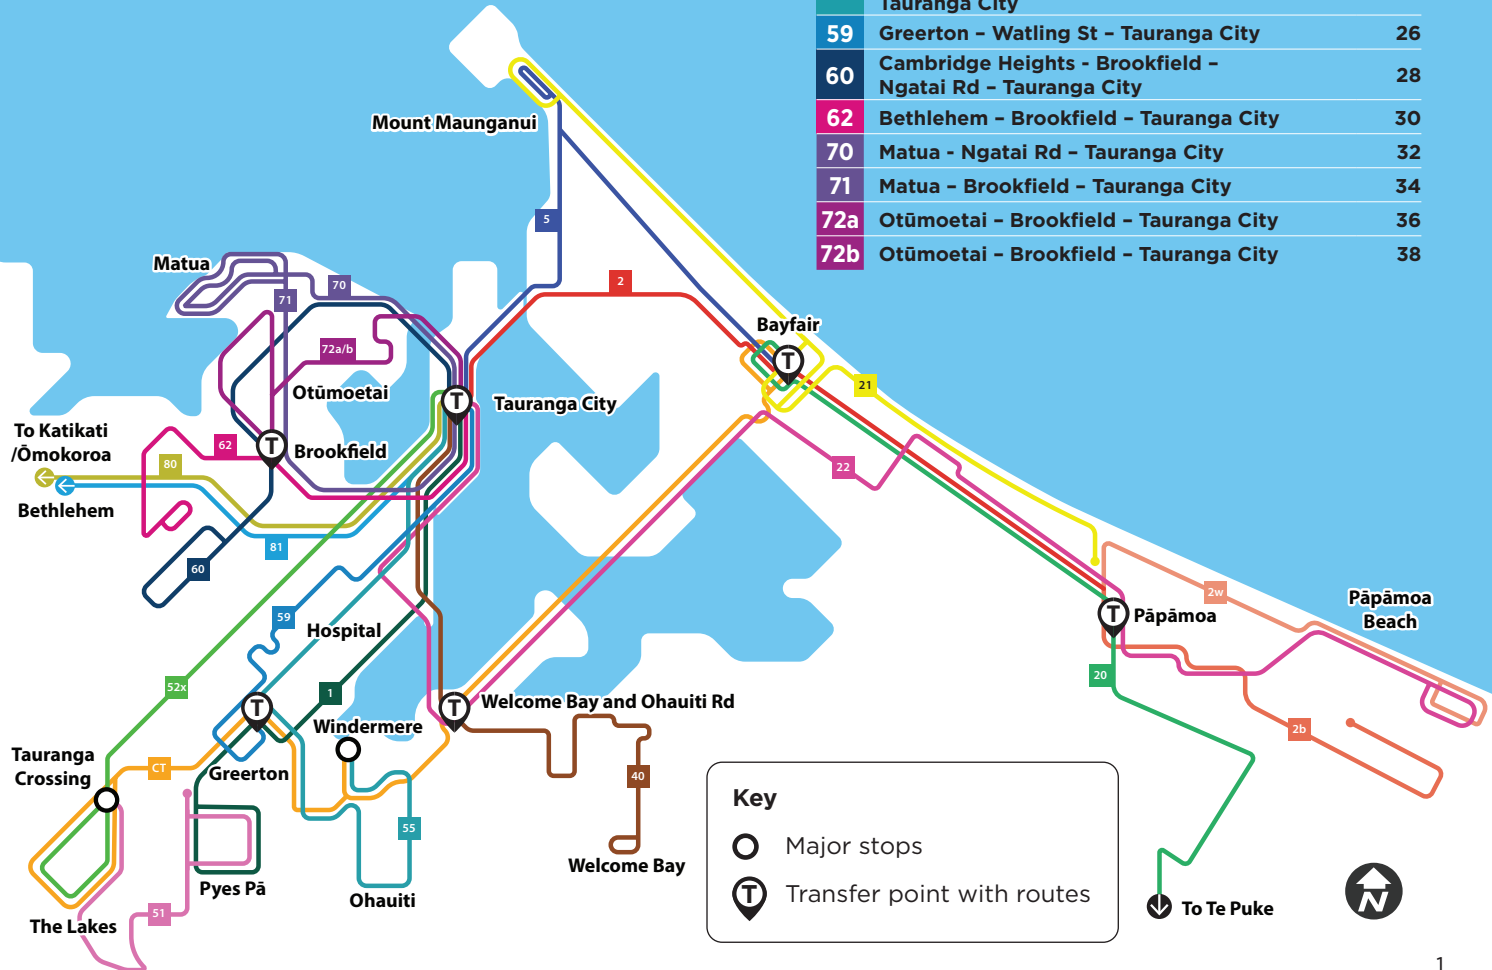 Tauranga City
59 Greerton – Watling St – Tauranga City 26
60 Cambridge Heights - Brookfield –
Ngatai Rd – Tauranga City 28
62 Bethlehem – Brookfield – Tauranga City 30
70 Matua - Ngatai Rd – Tauranga City 32
71 Matua – Brookfield – Tauranga City 34
72a Otūmoetai – Brookfield – Tauranga City 36
72b Otūmoetai – Brookfield – Tauranga City 38
Mount Maunganui
5
Matua
70
71
2
Bayfair
T
72a/b
21
Otūmoetai
T
Tauranga City
To Katikati
/Ōmokoroa
62
T
Brookfield
80
22
Bethlehem
81
60
2w
Pāpāmoa
Beach
59
T
Pāpāmoa
Hospital
20
52x
1
T
T
Welcome Bay and Ohauiti Rd
Windermere
2b
Tauranga
Crossing
CT
Greerton
40
55
Key
Major stops
T Transfer point with routes
Welcome Bay
Pyes Pā
Ohauiti
51
The Lakes
To Te Puke
N
1